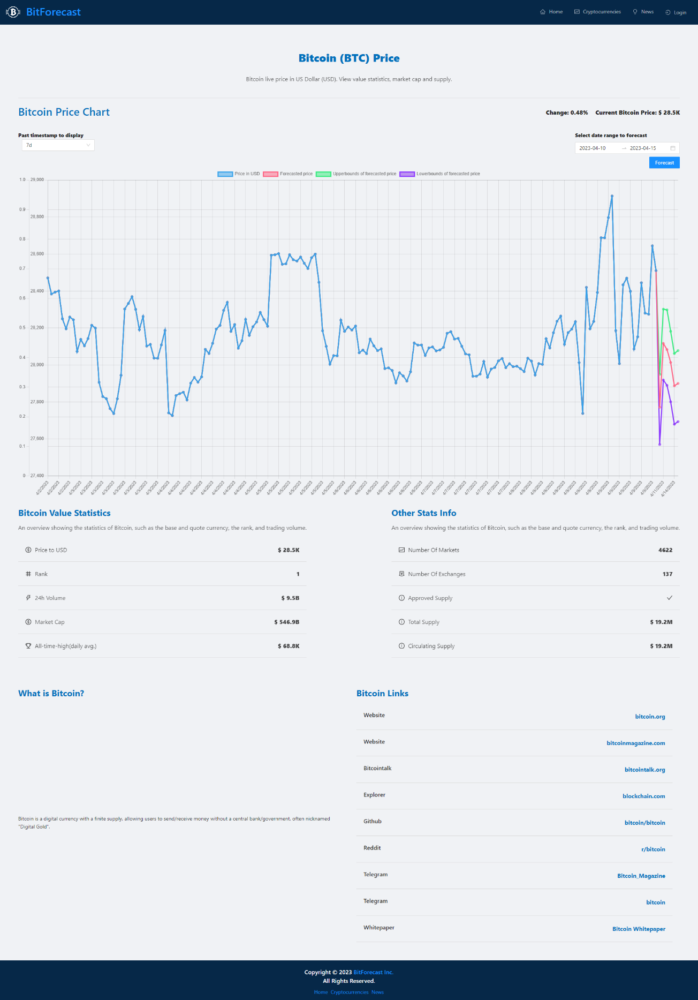 BitForecast
Home Cryptocurrencies News Login
Bitcoin (BTC) Price
Bitcoin live price in US Dollar (USD). View value statistics, market cap and supply.
Bitcoin Price Chart
Change: 0.48% Current Bitcoin Price: $ 28.5K
Past timestamp to display
7d
Select date range to forecast
2023-04-10 2023-04-15
Forecast
Price in USD Forecasted price Upperbounds of forecasted price Lowerbounds of forecasted price
1.0 29,000
0.9
28,800
0.8
28,600
0.7
28,400
0.6
0.5 28,200
0.4
28,000
0.3
27,800
0.2
27,600
0.1
0 27,400
4/2/2023 4/2/2023 4/2/2023 4/3/2023 4/3/2023 4/3/2023 4/3/2023 4/3/2023 4/3/2023 4/3/2023 4/3/2023 4/4/2023 4/4/2023 4/4/2023 4/4/2023 4/4/2023 4/4/2023 4/4/2023 4/4/2023 4/5/2023 4/5/2023 4/5/2023 4/5/2023 4/5/2023 4/5/2023 4/5/2023 4/6/2023 4/6/2023 4/6/2023 4/6/2023 4/6/2023 4/6/2023 4/6/2023 4/6/2023 4/7/2023 4/7/2023 4/7/2023 4/7/2023 4/7/2023 4/7/2023 4/7/2023 4/7/2023 4/8/2023 4/8/2023 4/8/2023 4/8/2023 4/8/2023 4/8/2023 4/8/2023 4/8/2023 4/9/2023 4/9/2023 4/9/2023 4/9/2023 4/9/2023 4/9/2023 4/11/2023 4/14/2023
Bitcoin Value Statistics
An overview showing the statistics of Bitcoin, such as the base and quote currency, the rank, and trading volume.
Price to USD $ 28.5K
Rank 1
24h Volume $ 9.5B
Market Cap $ 546.9B
All-time-high(daily avg.) $ 68.8K
Other Stats Info
An overview showing the statistics of Bitcoin, such as the base and quote currency, the rank, and trading volume.
Number Of Markets 4622
Number Of Exchanges 137
Approved Supply
Total Supply $ 19.2M
Circulating Supply $ 19.2M
What is Bitcoin?
Bitcoin is a digital currency with a finite supply, allowing users to send/receive money without a central bank/government, often nicknamed
"Digital Gold".
Bitcoin Links
Website bitcoin.org
Website bitcoinmagazine.com
Bitcointalk bitcointalk.org
Explorer blockchain.com
Github bitcoin/bitcoin
Reddit r/bitcoin
Telegram Bitcoin_Magazine
Telegram bitcoin
Whitepaper Bitcoin Whitepaper
Copyright © 2023 BitForecast Inc.
All Rights Reserved.
Home Cryptocurrencies News